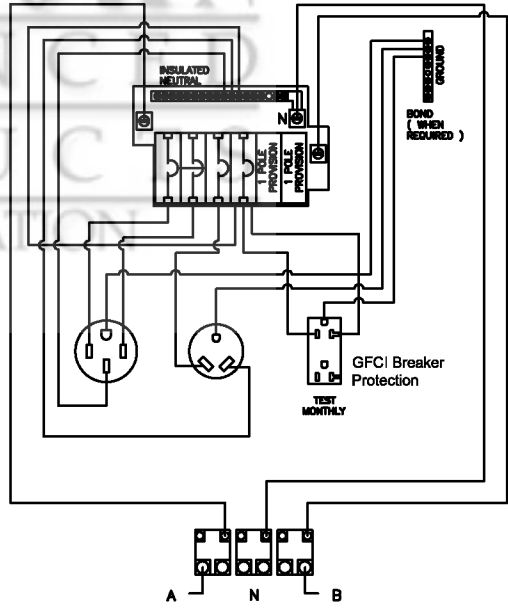 INSULATED
NEUTRAL
N
1 POLE
PROVISION
1 POLE
PROVISION
GROUND
BOND
( WHEN
REQUIRED )
GFCI Breaker
Protection
TEST
MONTHLY
A
N
B